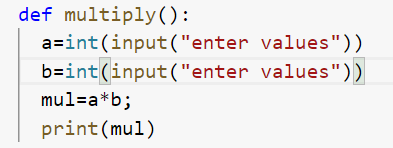 def multiply():
  a=int(input("enter values"))
  b=int(input("enter values"))
  mul=a*b;
  print(mul)